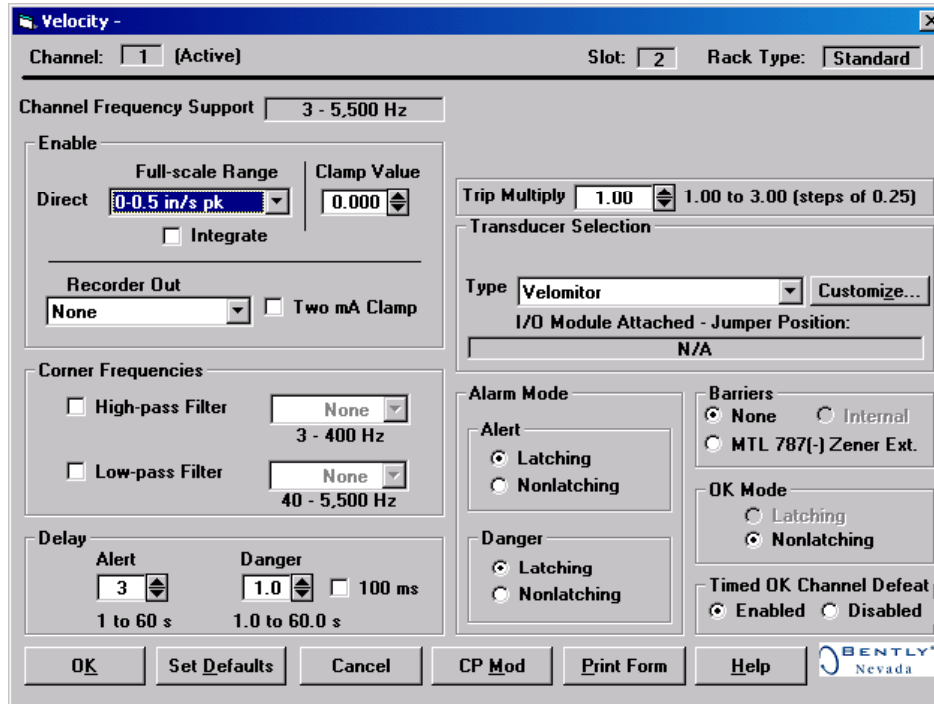 Velocity -
Channel: 1 (Active) Slot: 2 Rack Type: Standard
Channel Frequency Support 3 - 5,500 Hz
Enable
Full-scale Range Clamp Value
Direct 0-0.5 in/s pk 0.000
Integrate
Recorder Out
None Two mA Clamp
Trip Multiply 1.00 1.00 to 3.00 (steps of 0.25)
Transducer Selection
Type Velomitor Customize...
I/O Module Attached - Jumper Position:
N/A
Corner Frequencies
High-pass Filter None
3 - 400 Hz
Low-pass Filter None
40 - 5,500 Hz
Alarm Mode
Alert
Latching
Nonlatching
Danger
Latching
Nonlatching
Barriers
None Internal
MTL 787(-) Zener Ext.
OK Mode
Latching
Nonlatching
Timed OK Channel Defeat
Enabled Disabled
Delay
Alert Danger
3 1.0 100 ms
1 to 60 s 1.0 to 60.0 s
OK Set Defaults Cancel CP Mod Print Form Help
BENTLY
Nevada